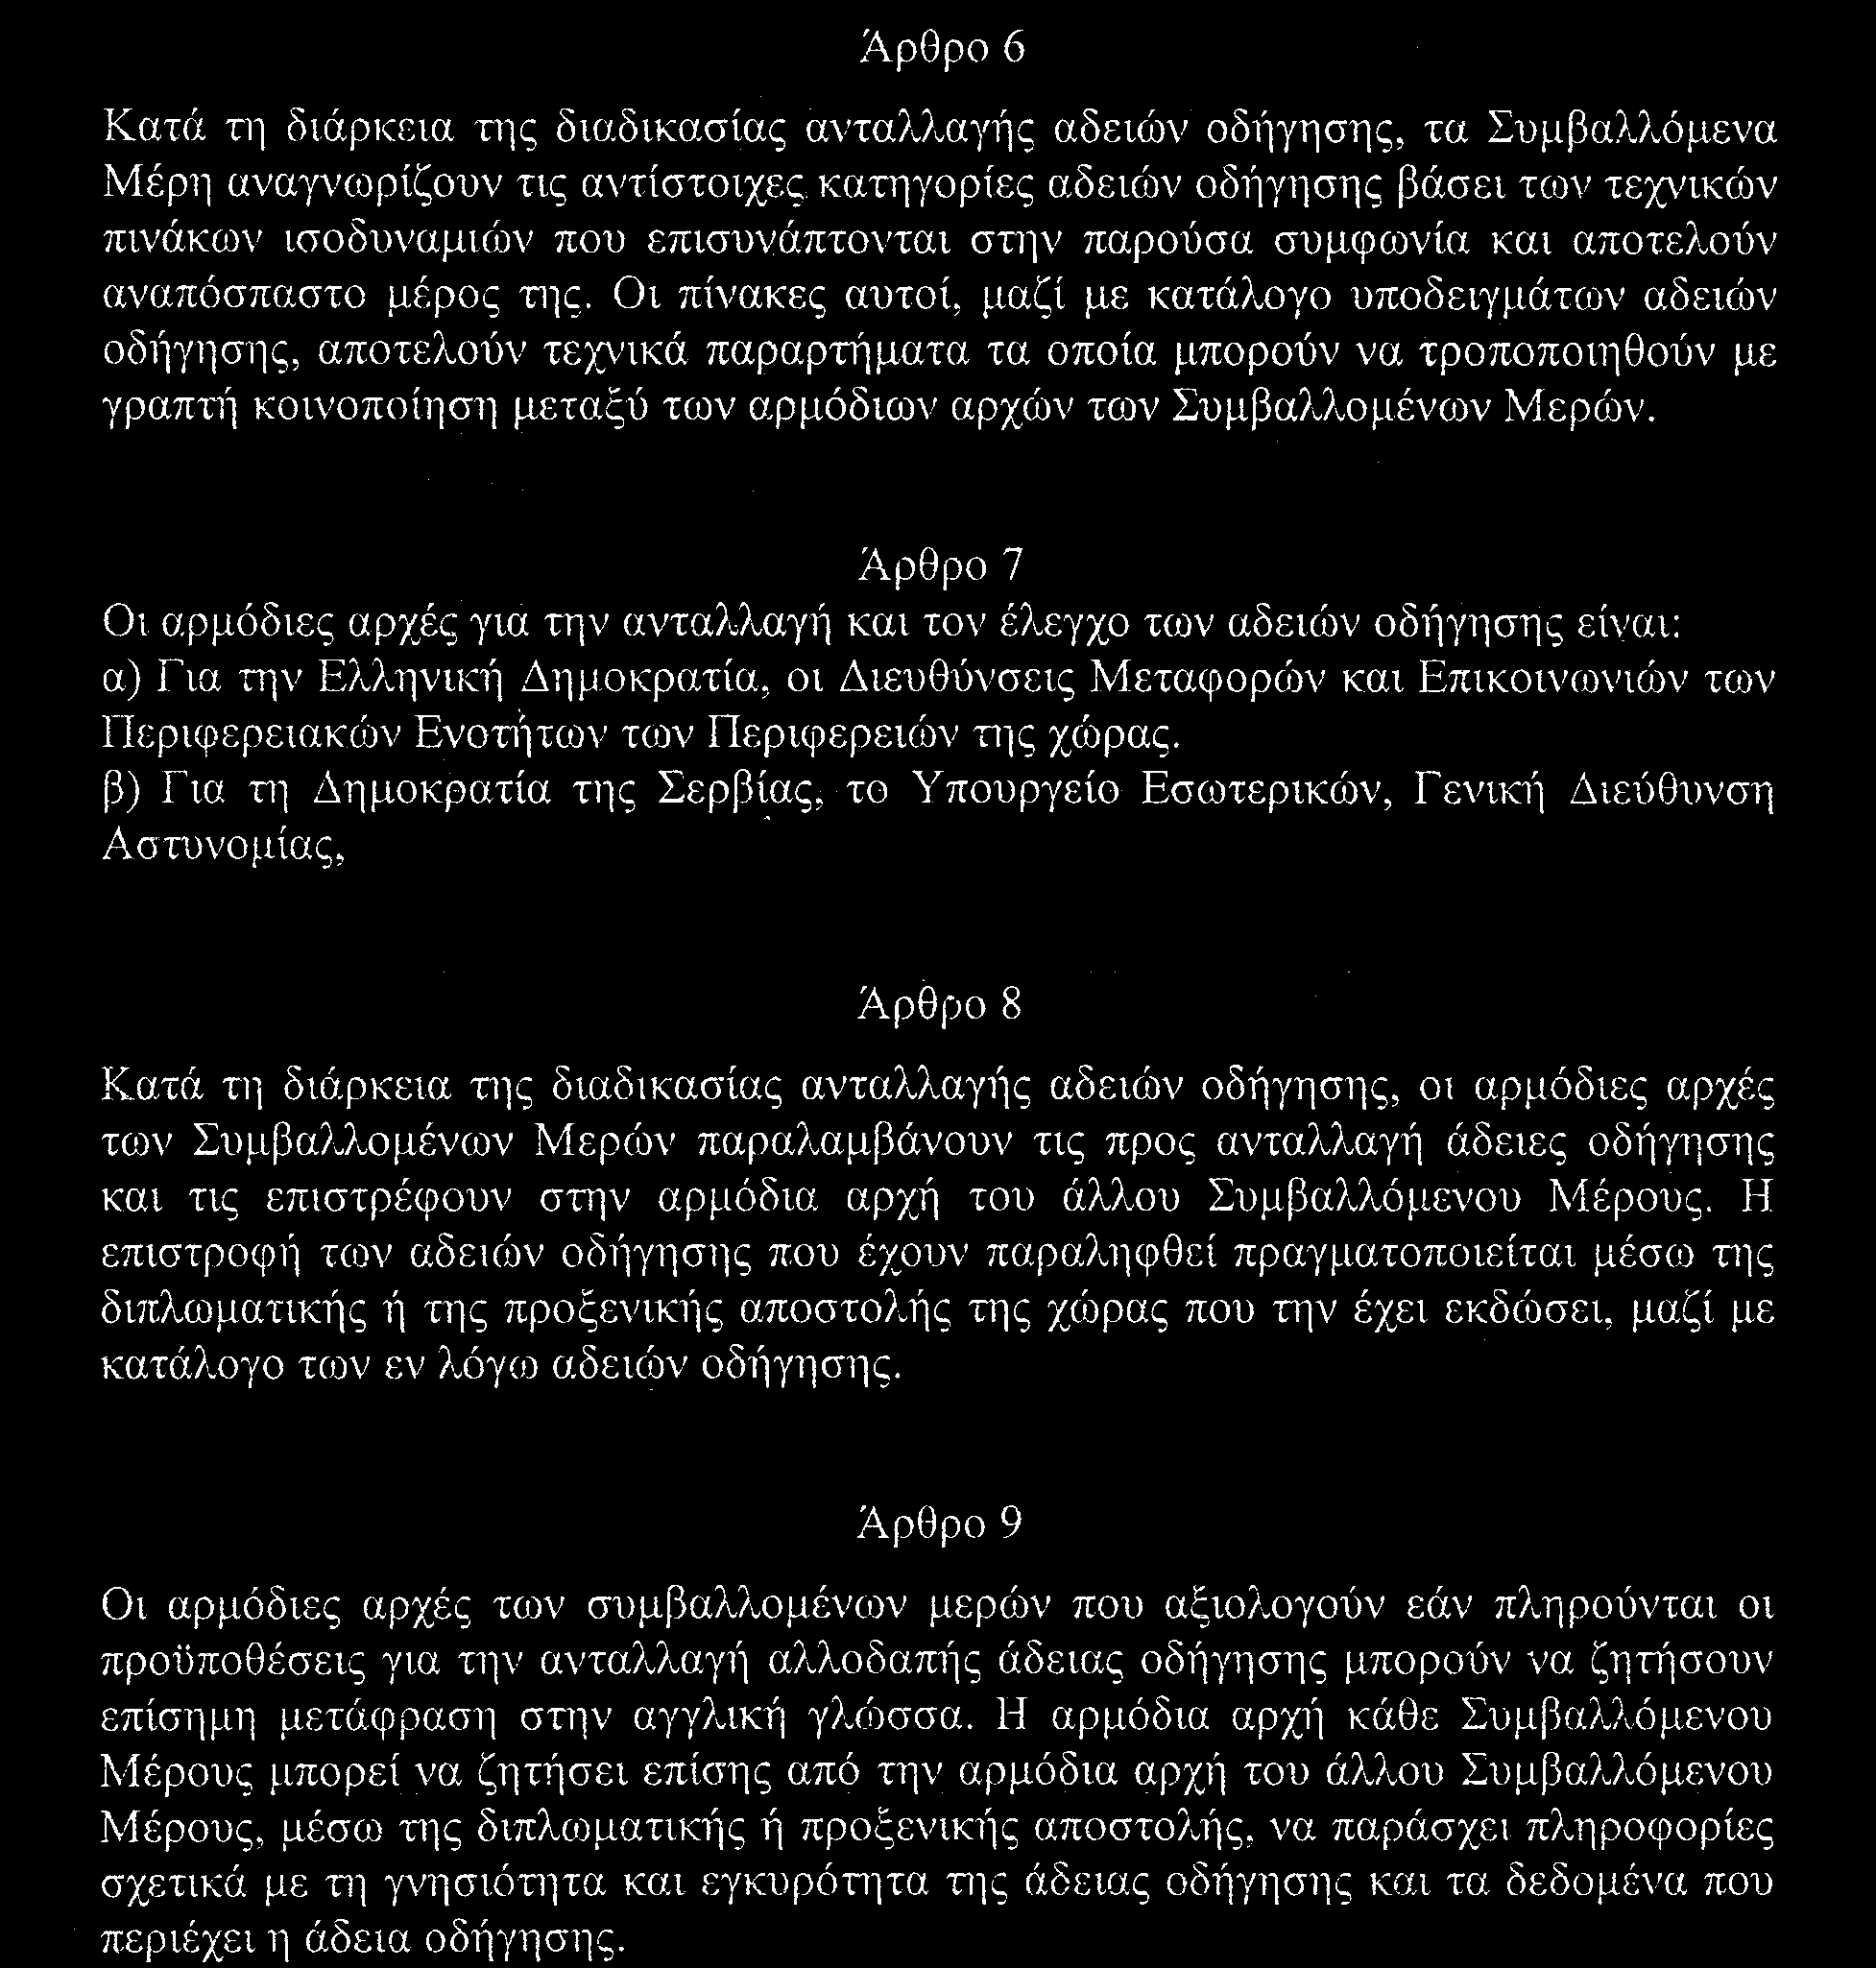 Άρθρο 6
Κατά τη διάρκεια της διαδικασίας ανταλλαγής αδειών οδήγησης, τα Συμβαλλόμενα
Μέρη αναγνωρίζουν τις αντίστοιχες κατηγορίες αδειών οδήγησης βάσει των τεχνικών
πινάκων ισοδυναμιών που επισυνάπτονται στην παρούσα συμφωνία και αποτελούν
αναπόσπαστο μέρος της. Οι πίνακες αυτοί, μαζί με κατάλογο υποδειγμάτων αδειών
οδήγησης, αποτελούν τεχνικά παραρτήματα τα οποία μπορούν να τροποποιηθούν με
γραπτή κοινοποίηση μεταξύ των αρμόδιων αρχών των Συμβαλλομένων Μερών.
Άρθρο 7
Οι αρμόδιες αρχές για την ανταλλαγή και τον έλεγχο των αδειών οδήγησης είναι:
α) Για την Ελληνική Δημοκρατία, οι Διευθύνσεις Μεταφορών και Επικοινωνιών των
Περιφερειακών Ενοτήτων των Περιφερειών της χώρας.
β) Για τη Δημοκρατία της Σερβίας, το Υπουργείο Εσωτερικών, Γενική Διεύθυνση
Αστυνομίας,
Άρθρο 8
Κατά τη διάρκεια της διαδικασίας ανταλλαγής αδειών οδήγησης, οι αρμόδιες αρχές
των Συμβαλλομένων Μερών παραλαμβάνουν τις προς ανταλλαγή άδειες οδήγησης
και τις επιστρέφουν στην αρμόδια αρχή του άλλου Συμβαλλόμενου Μέρους. Η
επιστροφή των αδειών οδήγησης που έχουν παραληφθεί πραγματοποιείται μέσω της
διπλωματικής ή της προξενικής αποστολής της χώρας που την έχει εκδώσει, μαζί με
κατάλογο των εν λόγω αδειών οδήγησης.
Άρθρο 9
Οι αρμόδιες αρχές των συμβαλλομένων μερών που αξιολογούν εάν πληρούνται οι
προϋποθέσεις για την ανταλλαγή αλλοδαπής άδειας οδήγησης μπορούν να ζητήσουν
επίσημη μετάφραση στην αγγλική γλώσσα. Η αρμόδια αρχή κάθε Συμβαλλόμενου
Μέρους μπορεί να ζητήσει επίσης από την αρμόδια αρχή του άλλου Συμβαλλόμενου
Μέρους, μέσω της διπλωματικής ή προξενικής αποστολής, να παράσχει πληροφορίες
σχετικά με τη γνησιότητα και εγκυρότητα της άδειας οδήγησης και τα δεδομένα που
περιέχει η άδεια οδήγησης.